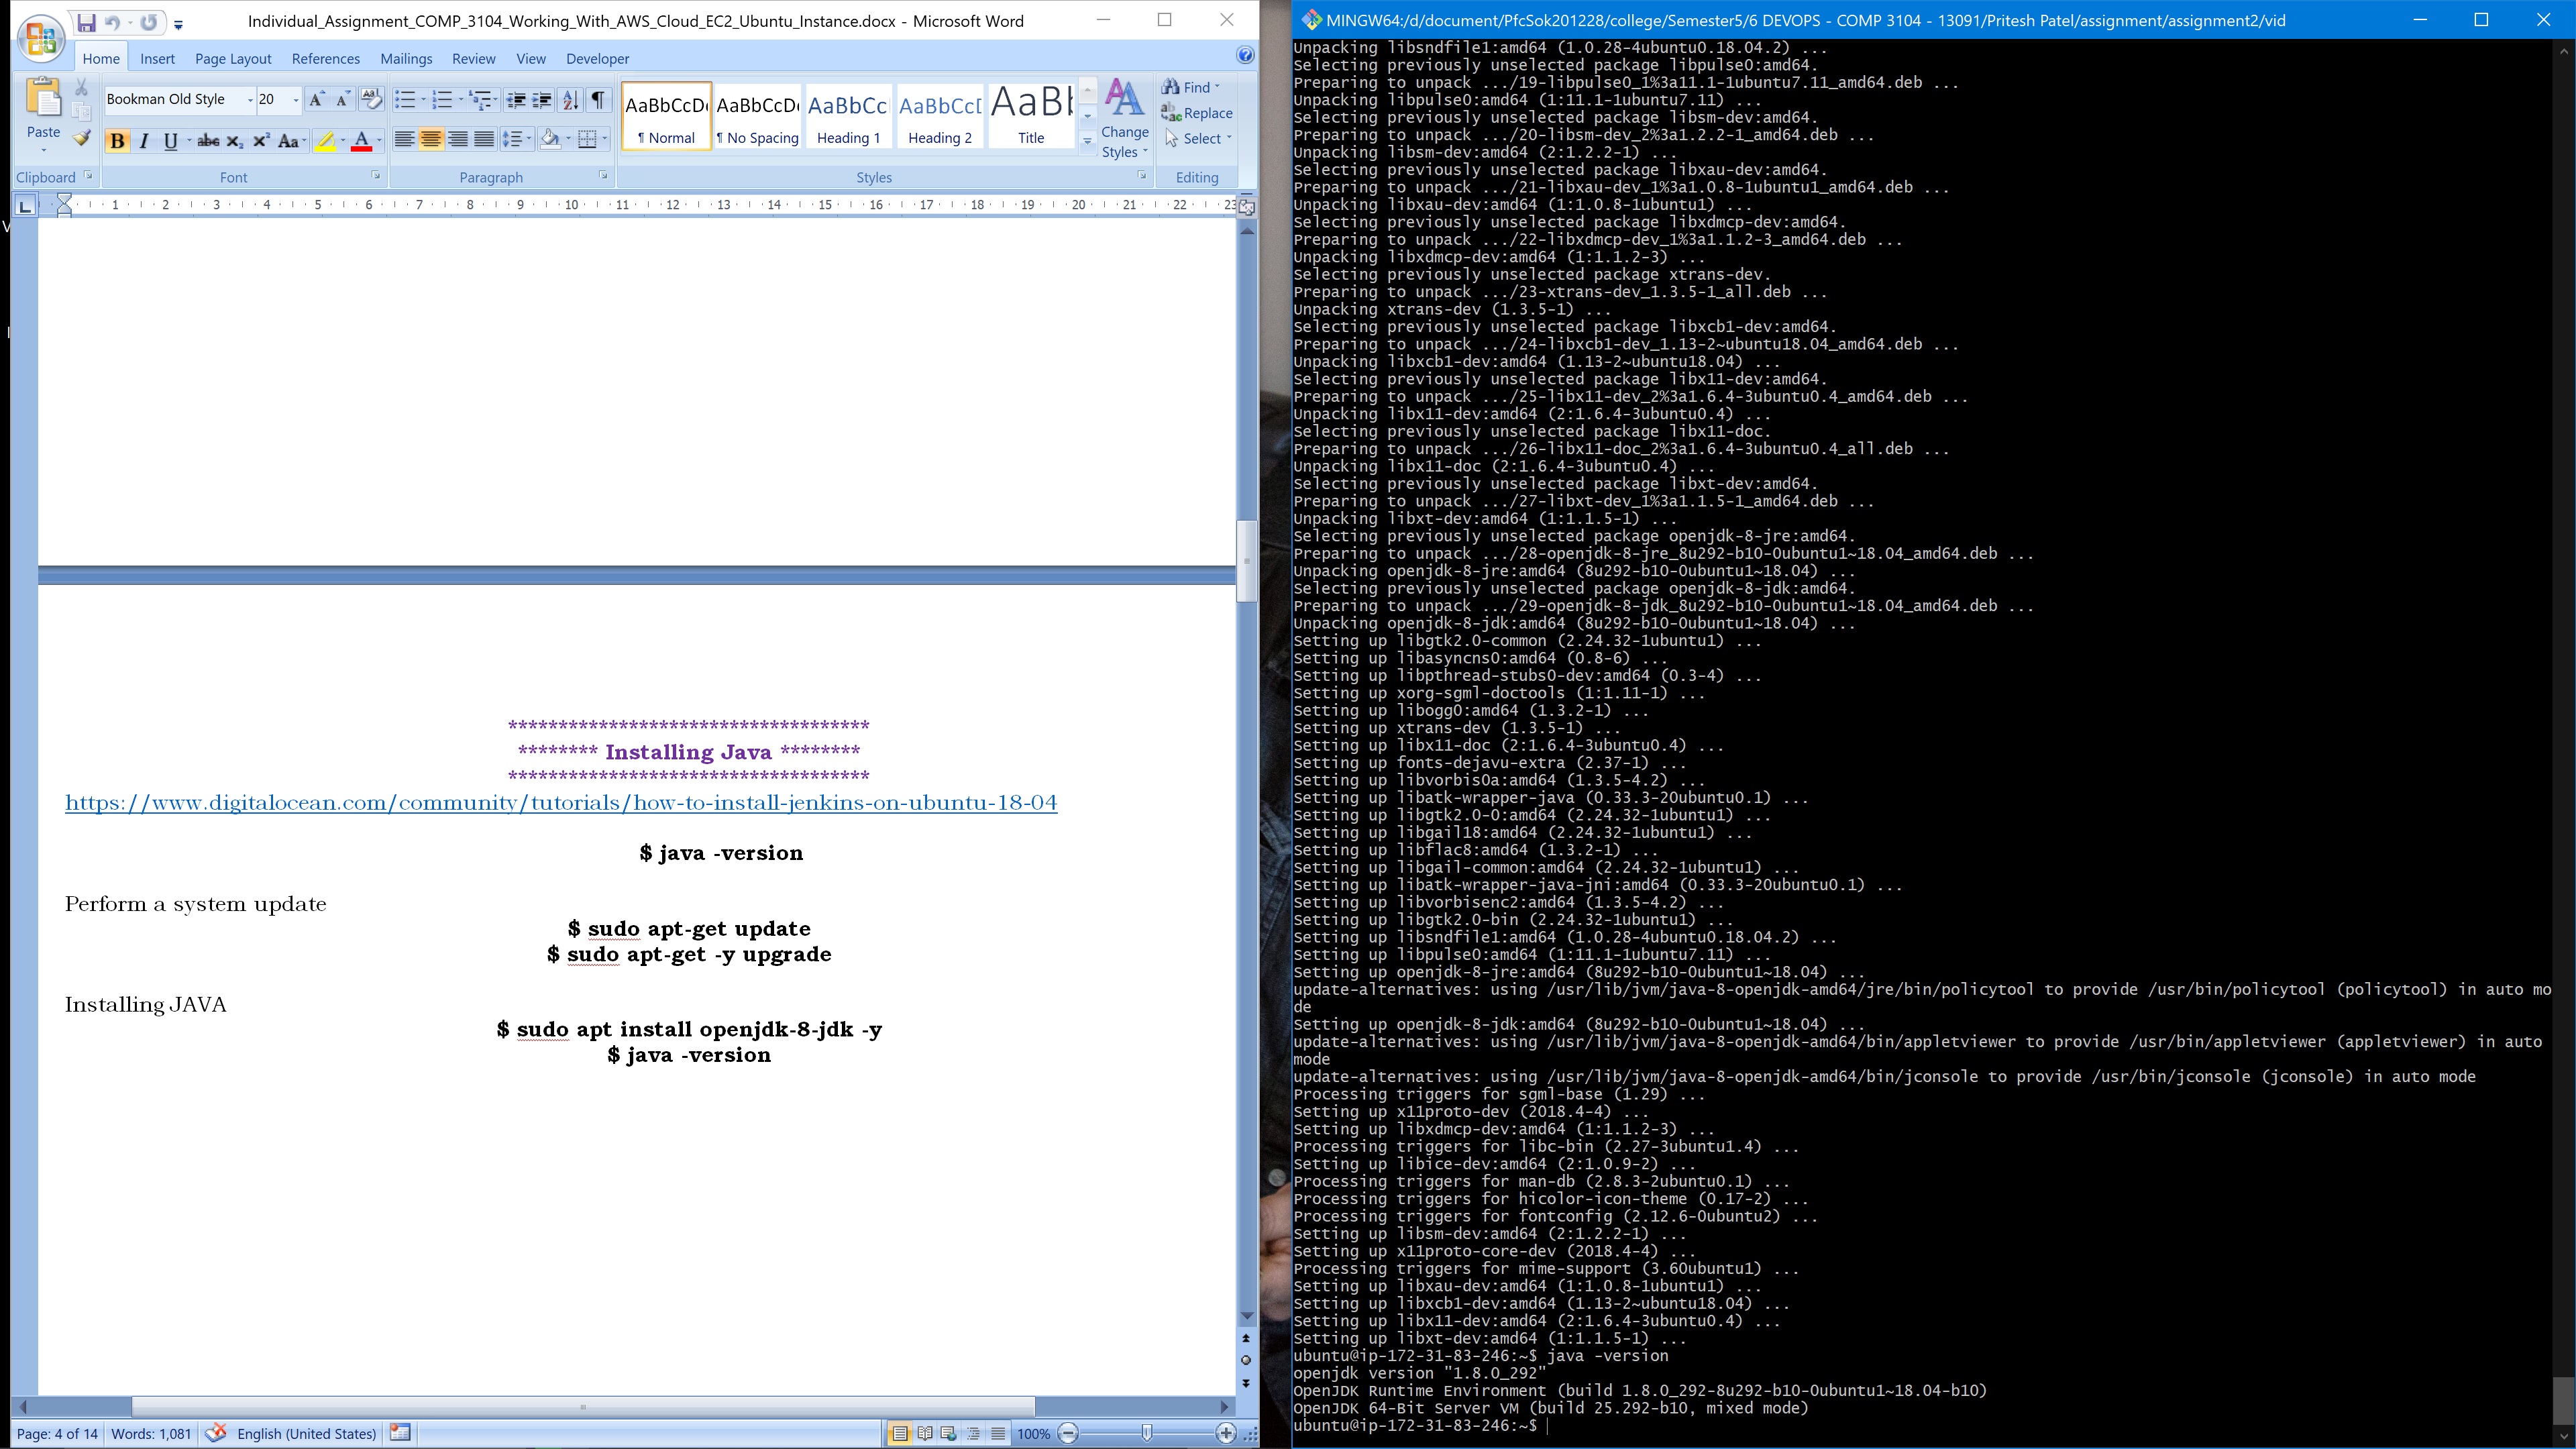 Individual_Assignment_COMP_3104_Working_With_AWS_Cloud_EC2_Ubuntu_Instance.docx - Microsoft Word
Home Insert Page Layout References Mailings Review View Developer
Paste
Clipboard
Bookman Old Style 20
Font
Paragraph
AaBbCcDc AaBbCcDc AaBbCc AaBbCcD AaBb
¶ Normal ¶ No Spacing Heading 1 Heading 2 Title
Change Styles
Styles
Find
Replace
Select
Editing
1 2 3 4 5 6 7 8 9 10 11 12 13 14 15 16 17 18 19 20 21 22 23
************************************
******** Installing Java ********
************************************
https://www.digitalocean.com/community/tutorials/how-to-install-jenkins-on-ubuntu-18-04
$ java -version
Perform a system update
$ sudo apt-get update
$ sudo apt-get -y upgrade
Installing JAVA
$ sudo apt install openjdk-8-jdk -y
$ java -version
Page: 4 of 14 Words: 1,081 English (United States) 100%
MINGW64:/d/document/PfcSok201228/college/Semester5/6 DEVOPS - COMP 3104 - 13091/Pritesh Patel/assignment/assignment2/vid
Unpacking libsndfile1:amd64 (1.0.28-4ubuntu0.18.04.2) ...
Selecting previously unselected package libpulse0:amd64.
Preparing to unpack .../19-libpulse0_1%3a11.1-1ubuntu7.11_amd64.deb ...
Unpacking libpulse0:amd64 (1:11.1-1ubuntu7.11) ...
Selecting previously unselected package libsm-dev:amd64.
Preparing to unpack .../20-libsm-dev_2%3a1.2.2-1_amd64.deb ...
Unpacking libsm-dev:amd64 (2:1.2.2-1) ...
Selecting previously unselected package libxau-dev:amd64.
Preparing to unpack .../21-libxau-dev_1%3a1.0.8-1ubuntu1_amd64.deb ...
Unpacking libxau-dev:amd64 (1:1.0.8-1ubuntu1) ...
Selecting previously unselected package libxdmcp-dev:amd64.
Preparing to unpack .../22-libxdmcp-dev_1%3a1.1.2-3_amd64.deb ...
Unpacking libxdmcp-dev:amd64 (1:1.1.2-3) ...
Selecting previously unselected package xtrans-dev.
Preparing to unpack .../23-xtrans-dev_1.3.5-1_all.deb ...
Unpacking xtrans-dev (1.3.5-1) ...
Selecting previously unselected package libxcb1-dev:amd64.
Preparing to unpack .../24-libxcb1-dev_1.13-2~ubuntu18.04_amd64.deb ...
Unpacking libxcb1-dev:amd64 (1.13-2~ubuntu18.04) ...
Selecting previously unselected package libx11-dev:amd64.
Preparing to unpack .../25-libx11-dev_2%3a1.6.4-3ubuntu0.4_amd64.deb ...
Unpacking libx11-dev:amd64 (2:1.6.4-3ubuntu0.4) ...
Selecting previously unselected package libx11-doc.
Preparing to unpack .../26-libx11-doc_2%3a1.6.4-3ubuntu0.4_all.deb ...
Unpacking libx11-doc (2:1.6.4-3ubuntu0.4) ...
Selecting previously unselected package libxt-dev:amd64.
Preparing to unpack .../27-libxt-dev_1%3a1.1.5-1_amd64.deb ...
Unpacking libxt-dev:amd64 (1:1.1.5-1) ...
Selecting previously unselected package openjdk-8-jre:amd64.
Preparing to unpack .../28-openjdk-8-jre_8u292-b10-0ubuntu1~18.04_amd64.deb ...
Unpacking openjdk-8-jre:amd64 (8u292-b10-0ubuntu1~18.04) ...
Selecting previously unselected package openjdk-8-jdk:amd64.
Preparing to unpack .../29-openjdk-8-jdk_8u292-b10-0ubuntu1~18.04_amd64.deb ...
Unpacking openjdk-8-jdk:amd64 (8u292-b10-0ubuntu1~18.04) ...
Setting up libgtk2.0-common (2.24.32-1ubuntu1) ...
Setting up libasyncns0:amd64 (0.8-6) ...
Setting up libpthread-stubs0-dev:amd64 (0.3-4) ...
Setting up xorg-sgml-doctools (1:1.11-1) ...
Setting up libogg0:amd64 (1.3.2-1) ...
Setting up xtrans-dev (1.3.5-1) ...
Setting up libx11-doc (2:1.6.4-3ubuntu0.4) ...
Setting up fonts-dejavu-extra (2.37-1) ...
Setting up libvorbis0a:amd64 (1.3.5-4.2) ...
Setting up libatk-wrapper-java (0.33.3-20ubuntu0.1) ...
Setting up libgtk2.0-0:amd64 (2.24.32-1ubuntu1) ...
Setting up libgail18:amd64 (2.24.32-1ubuntu1) ...
Setting up libflac8:amd64 (1.3.2-1) ...
Setting up libgail-common:amd64 (2.24.32-1ubuntu1) ...
Setting up libatk-wrapper-java-jni:amd64 (0.33.3-20ubuntu0.1) ...
Setting up libvorbisenc2:amd64 (1.3.5-4.2) ...
Setting up libgtk2.0-bin (2.24.32-1ubuntu1) ...
Setting up libsndfile1:amd64 (1.0.28-4ubuntu0.18.04.2) ...
Setting up libpulse0:amd64 (1:11.1-1ubuntu7.11) ...
Setting up openjdk-8-jre:amd64 (8u292-b10-0ubuntu1~18.04) ...
update-alternatives: using /usr/lib/jvm/java-8-openjdk-amd64/jre/bin/policytool to provide /usr/bin/policytool (policytool) in auto mo
de
Setting up openjdk-8-jdk:amd64 (8u292-b10-0ubuntu1~18.04) ...
update-alternatives: using /usr/lib/jvm/java-8-openjdk-amd64/bin/appletviewer to provide /usr/bin/appletviewer (appletviewer) in auto
mode
update-alternatives: using /usr/lib/jvm/java-8-openjdk-amd64/bin/jconsole to provide /usr/bin/jconsole (jconsole) in auto mode
Processing triggers for sgml-base (1.29) ...
Setting up x11proto-dev (2018.4-4) ...
Setting up libxdmcp-dev:amd64 (1:1.1.2-3) ...
Processing triggers for libc-bin (2.27-3ubuntu1.4) ...
Setting up libice-dev:amd64 (2:1.0.9-2) ...
Processing triggers for man-db (2.8.3-2ubuntu0.1) ...
Processing triggers for hicolor-icon-theme (0.17-2) ...
Processing triggers for fontconfig (2.12.6-0ubuntu2) ...
Setting up libsm-dev:amd64 (2:1.2.2-1) ...
Setting up x11proto-core-dev (2018.4-4) ...
Processing triggers for mime-support (3.60ubuntu1) ...
Setting up libxau-dev:amd64 (1:1.0.8-1ubuntu1) ...
Setting up libxcb1-dev:amd64 (1.13-2~ubuntu18.04) ...
Setting up libx11-dev:amd64 (2:1.6.4-3ubuntu0.4) ...
Setting up libxt-dev:amd64 (1:1.1.5-1) ...
ubuntu@ip-172-31-83-246:~$ java -version
openjdk version "1.8.0_292"
OpenJDK Runtime Environment (build 1.8.0_292-8u292-b10-0ubuntu1~18.04-b10)
OpenJDK 64-Bit Server VM (build 25.292-b10, mixed mode)
ubuntu@ip-172-31-83-246:~$